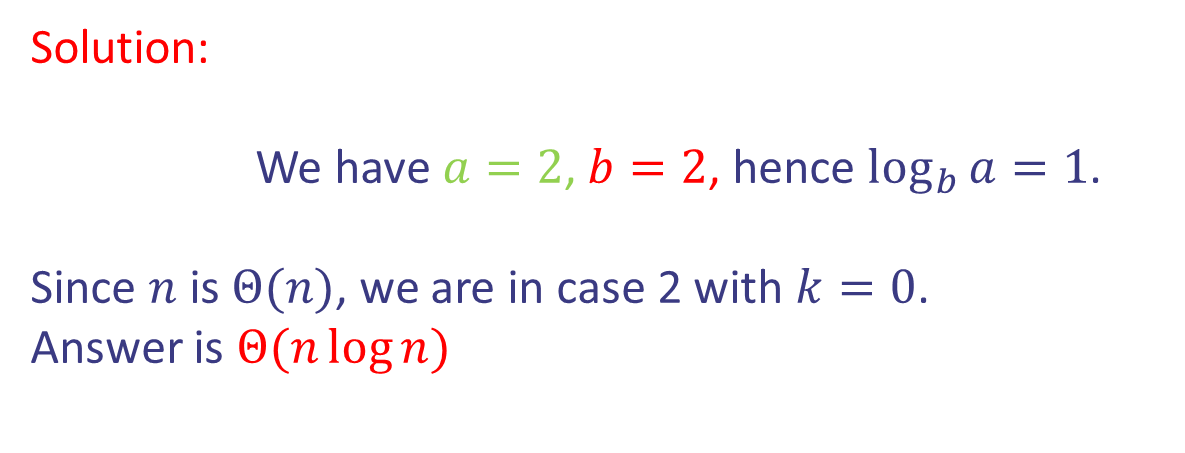 Solution:
We have a = 2, b = 2, hence log_b a = 1.
Since n is Θ(n), we are in case 2 with k = 0.
Answer is Θ(n log n)